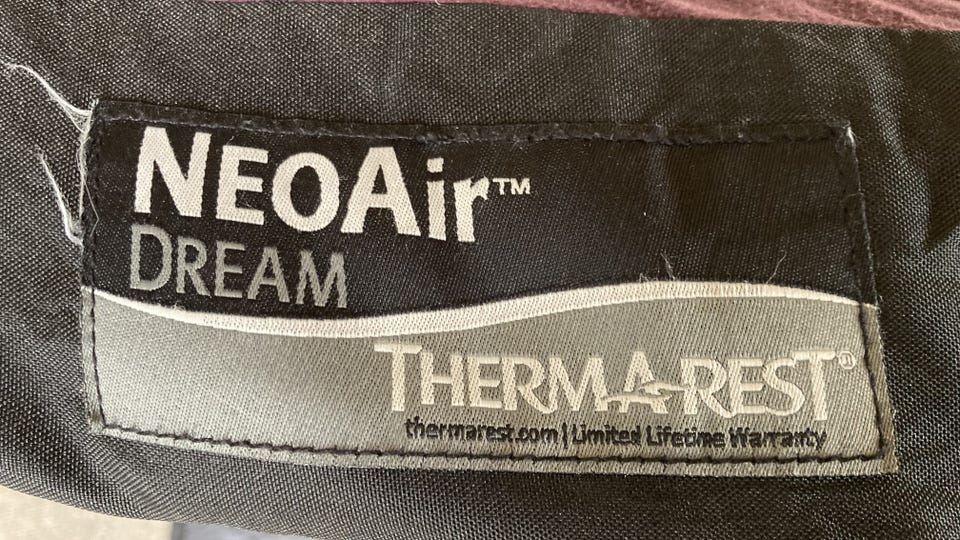 NeoAir™
DREAM
THERM-A-REST®
thermarest.com | Limited Lifetime Warranty